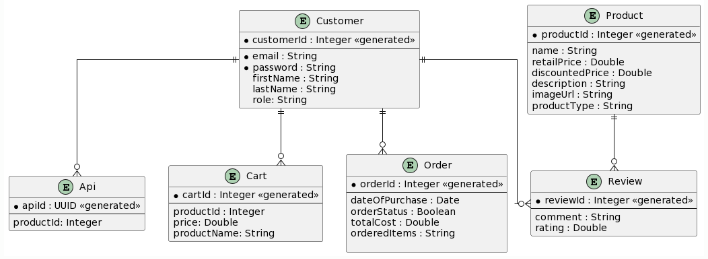 E Customer
• customerId : Integer «generated»
• email : String
• password : String
firstName : String
lastName : String
role: String
E Product
• productId : Integer «generated»
name : String
retailPrice : Double
discountedPrice : Double
description : String
imageUrl : String
productType : String
E Api
• apiId : UUID «generated»
productId: Integer
E Cart
• cartId : Integer «generated»
productId : Integer
price: Double
productName: String
E Order
• orderId : Integer «generated»
dateOfPurchase : Date
orderStatus : Boolean
totalCost : Double
orderedItems : String
E Review
• reviewId : Integer «generated»
comment : String
rating : Double